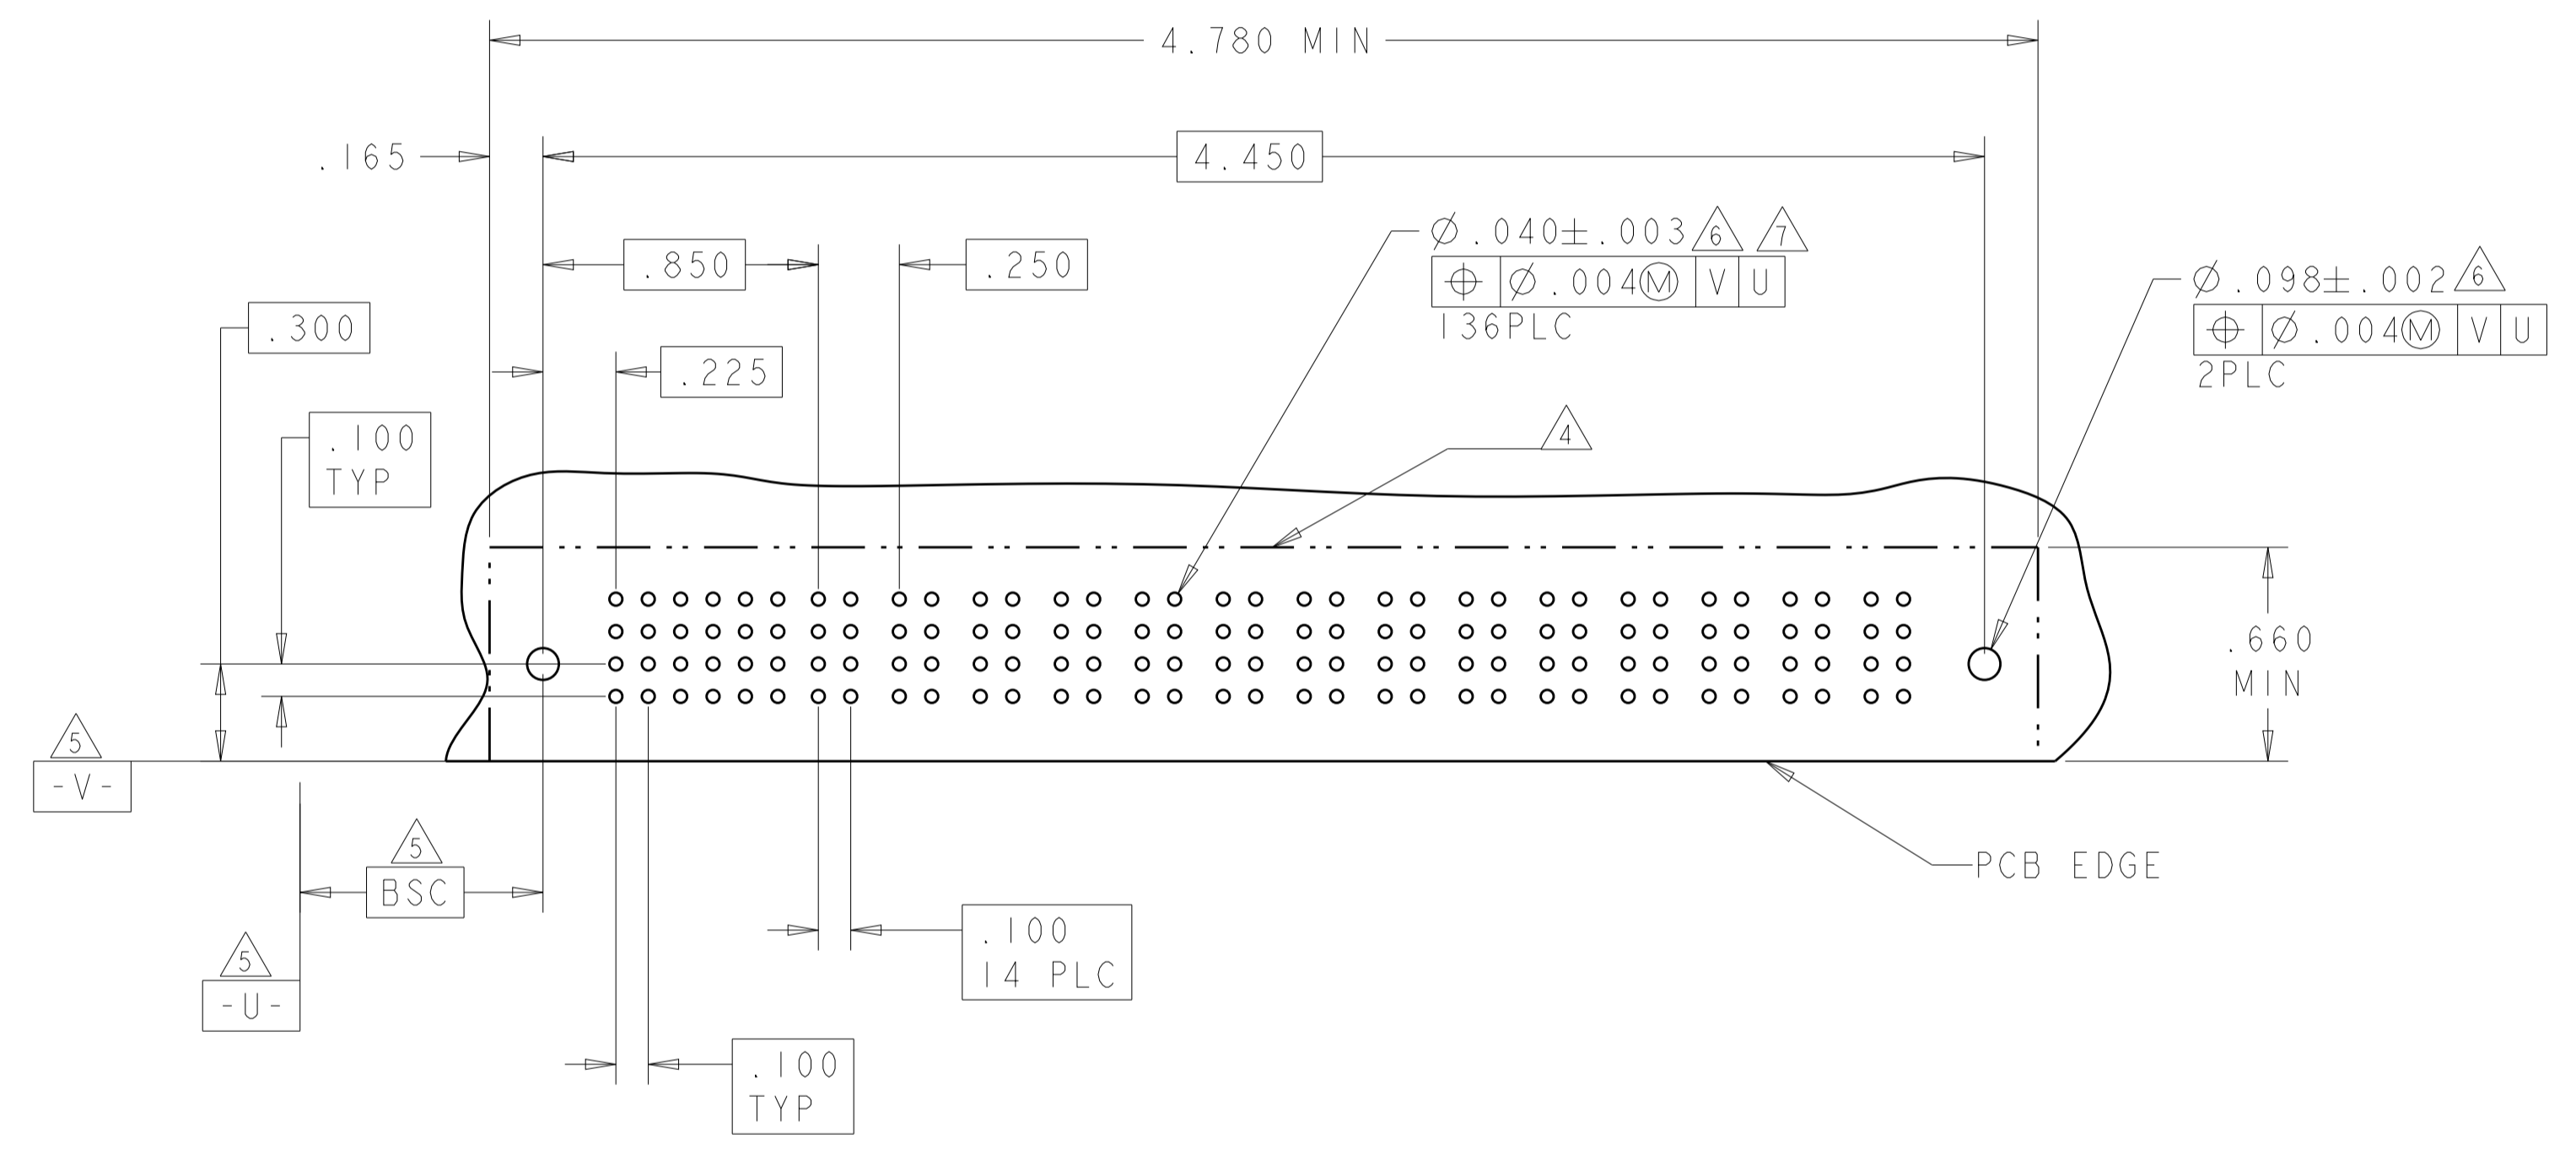 4.780 MIN
.165
4.450
.850
.250
⌀.040±.003 6 7
⌖ ⌀.004Ⓜ V U
136PLC
⌀.098±.002 6
⌖ ⌀.004Ⓜ V U
2PLC
.300
.225
.100
TYP
4
.660
MIN
5
-V-
5
BSC
PCB EDGE
5
-U-
.100
14 PLC
.100
TYP